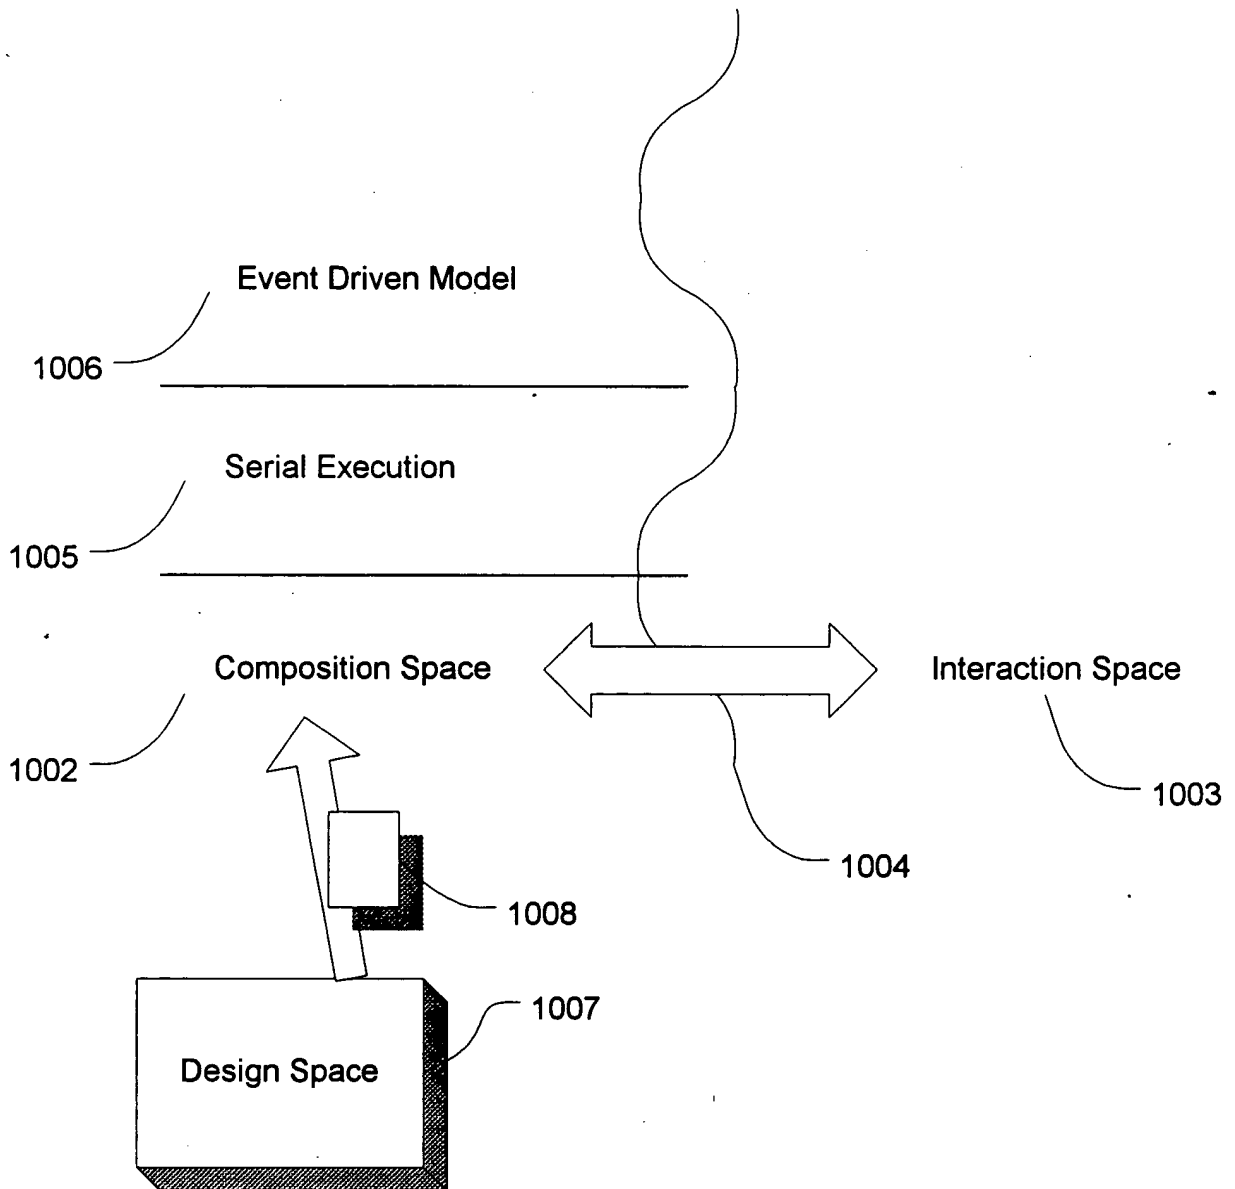 Event Driven Model
1006
Serial Execution
1005
Composition Space
Interaction Space
1002
1003
1004
1008
1007
Design Space